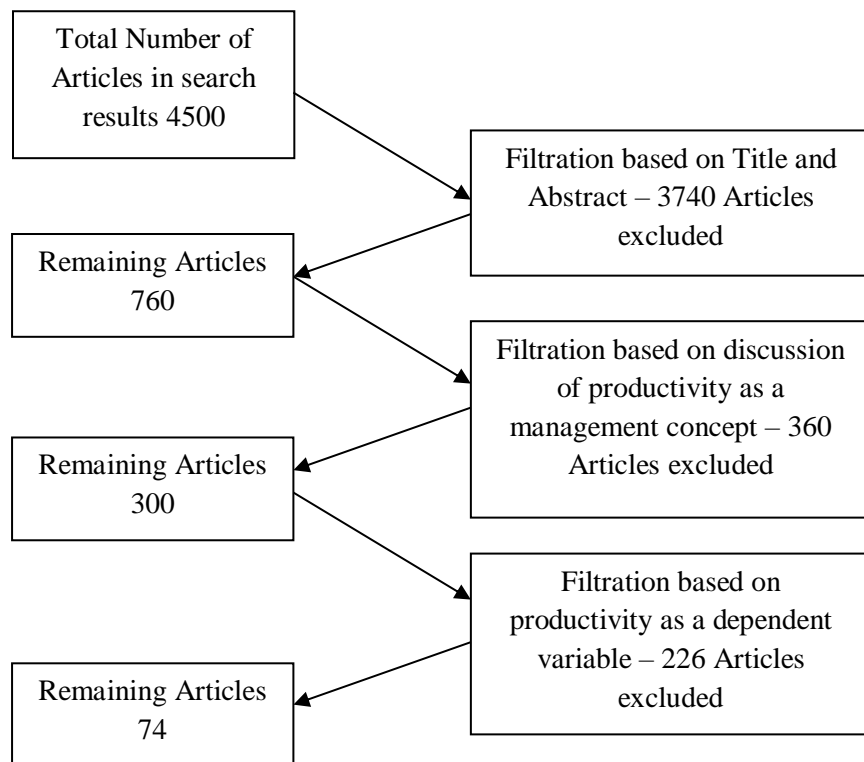 Total Number of
Articles in search
results 4500
Filtration based on Title and
Abstract – 3740 Articles
excluded
Remaining Articles
760
Filtration based on discussion
of productivity as a
management concept – 360
Articles excluded
Remaining Articles
300
Filtration based on
productivity as a dependent
variable – 226 Articles
excluded
Remaining Articles
74